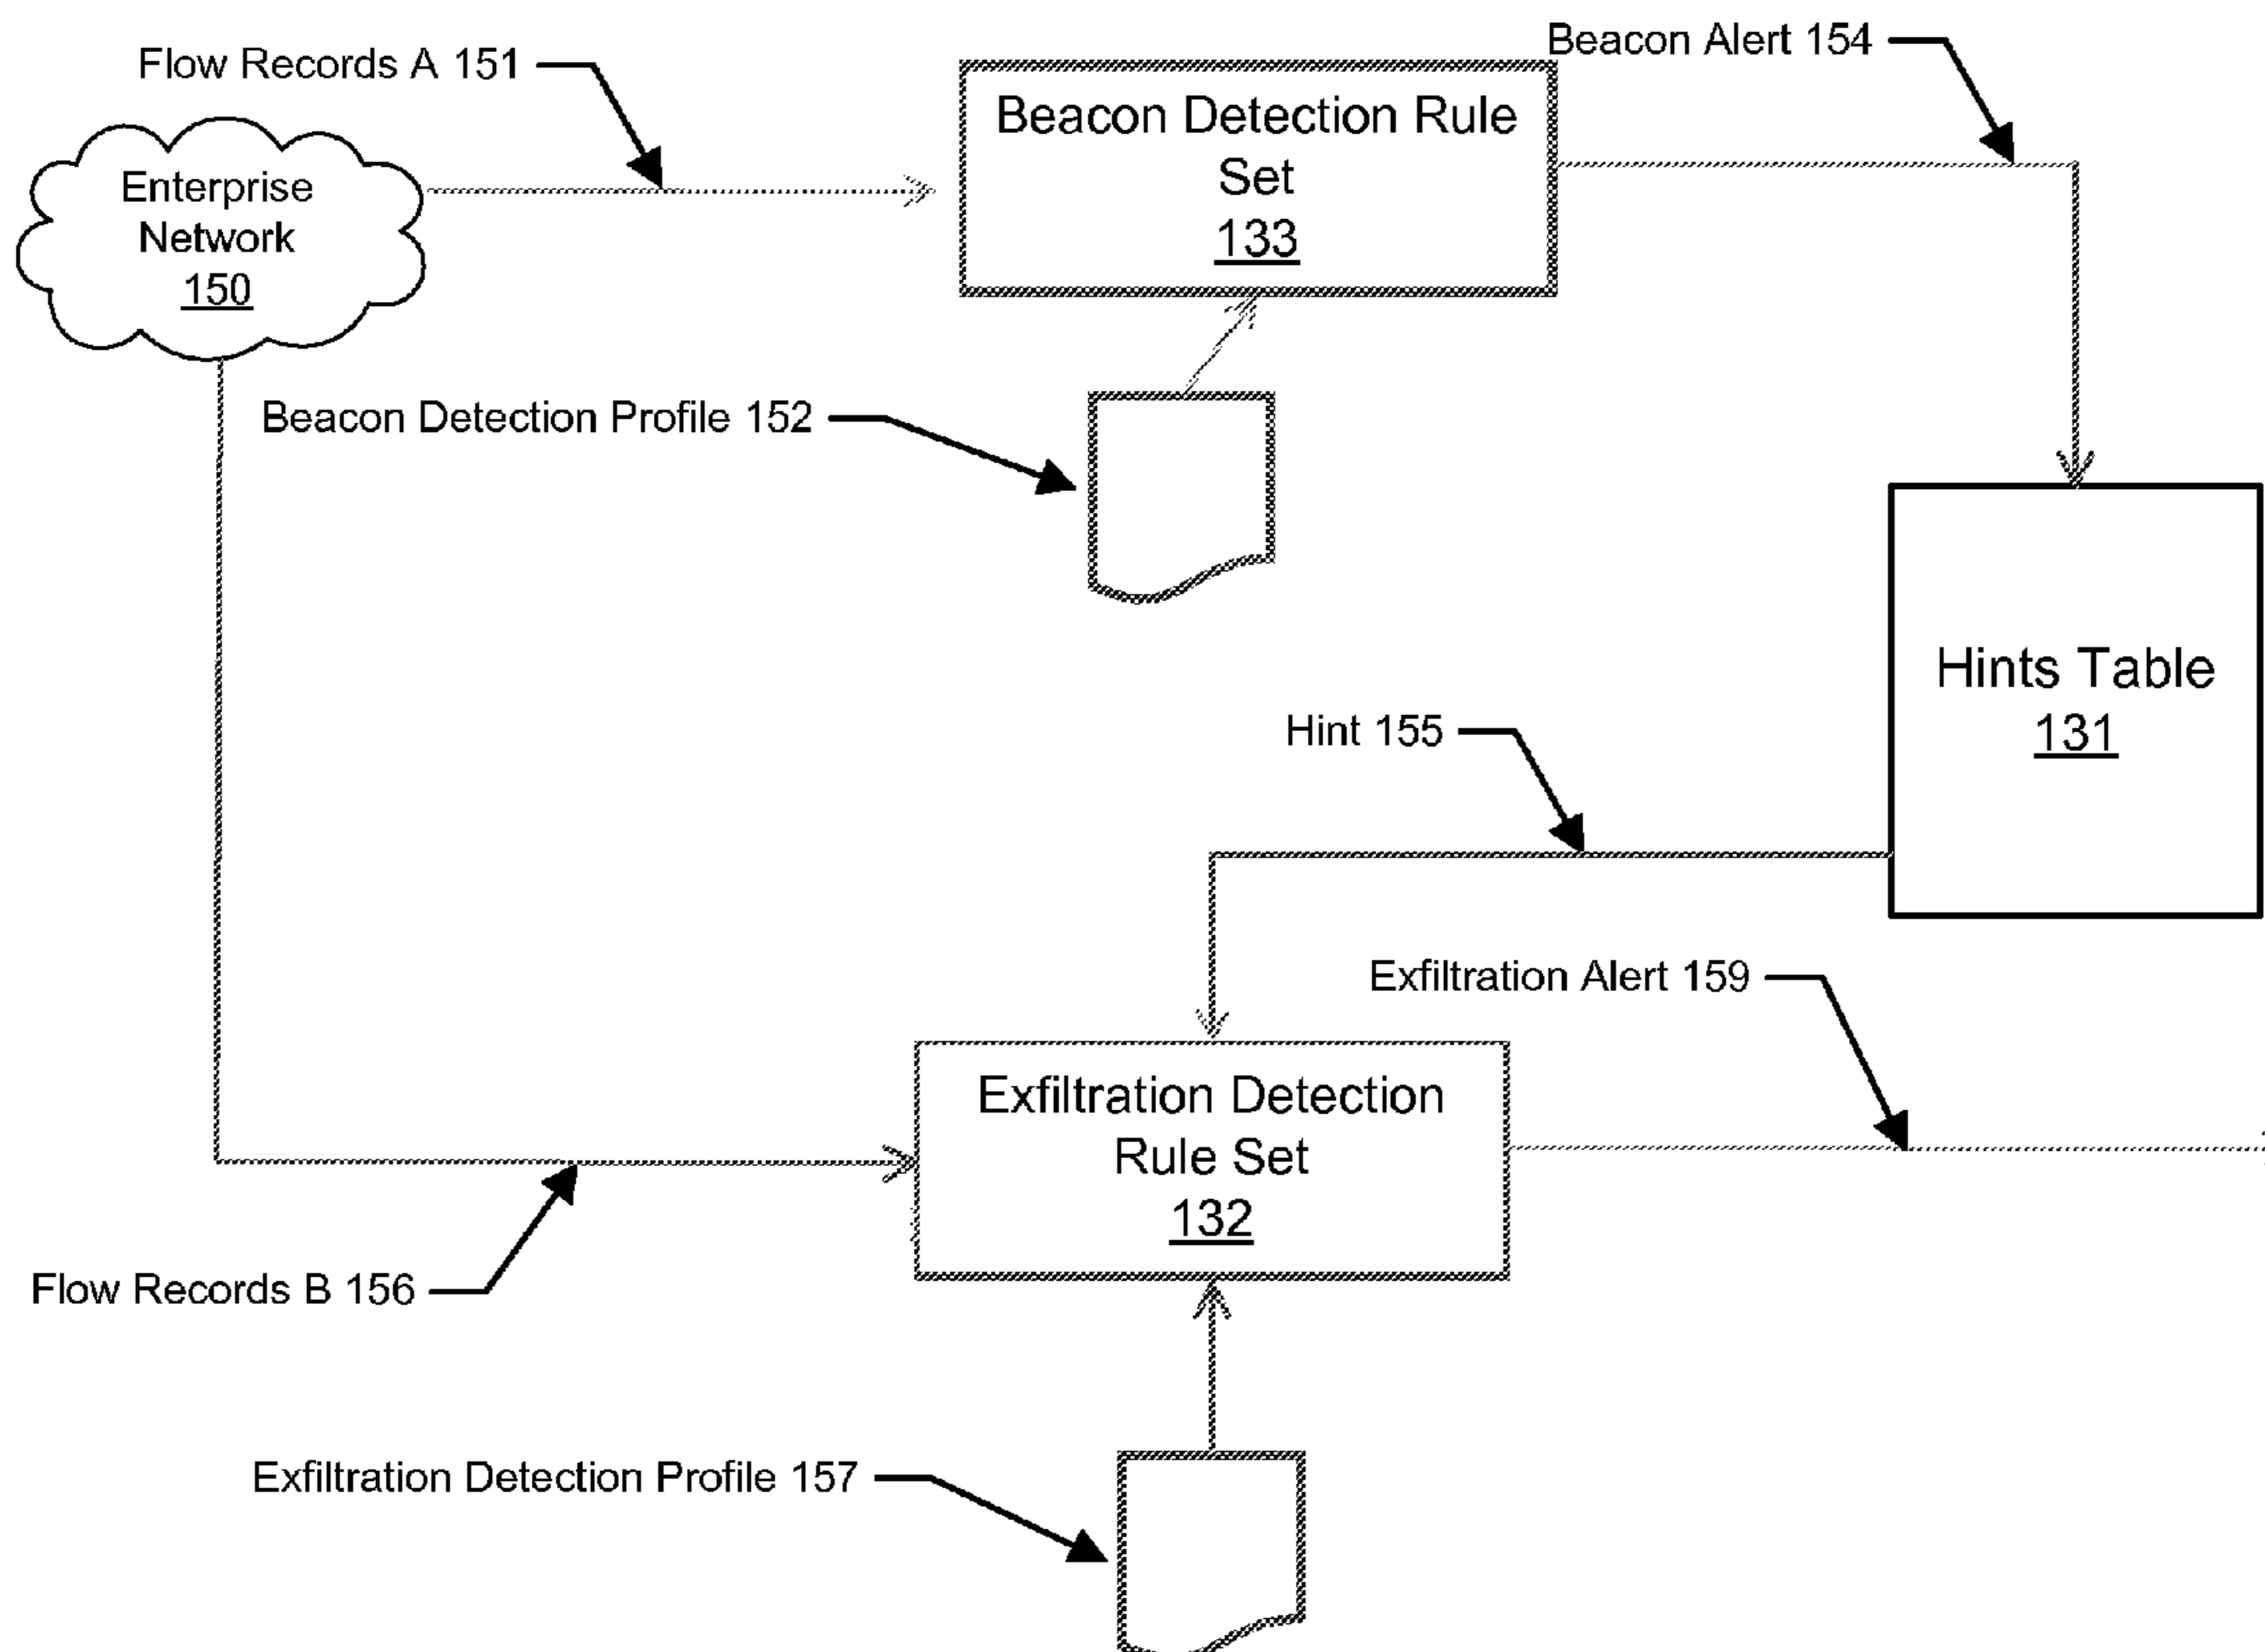 Beacon Alert 154
Flow Records A 151
Beacon Detection Rule
Set
133
Enterprise
Network
150
Beacon Detection Profile 152
Hints Table
131
Hint 155
Exfiltration Alert 159
Exfiltration Detection
Rule Set
132
Flow Records B 156
Exfiltration Detection Profile 157